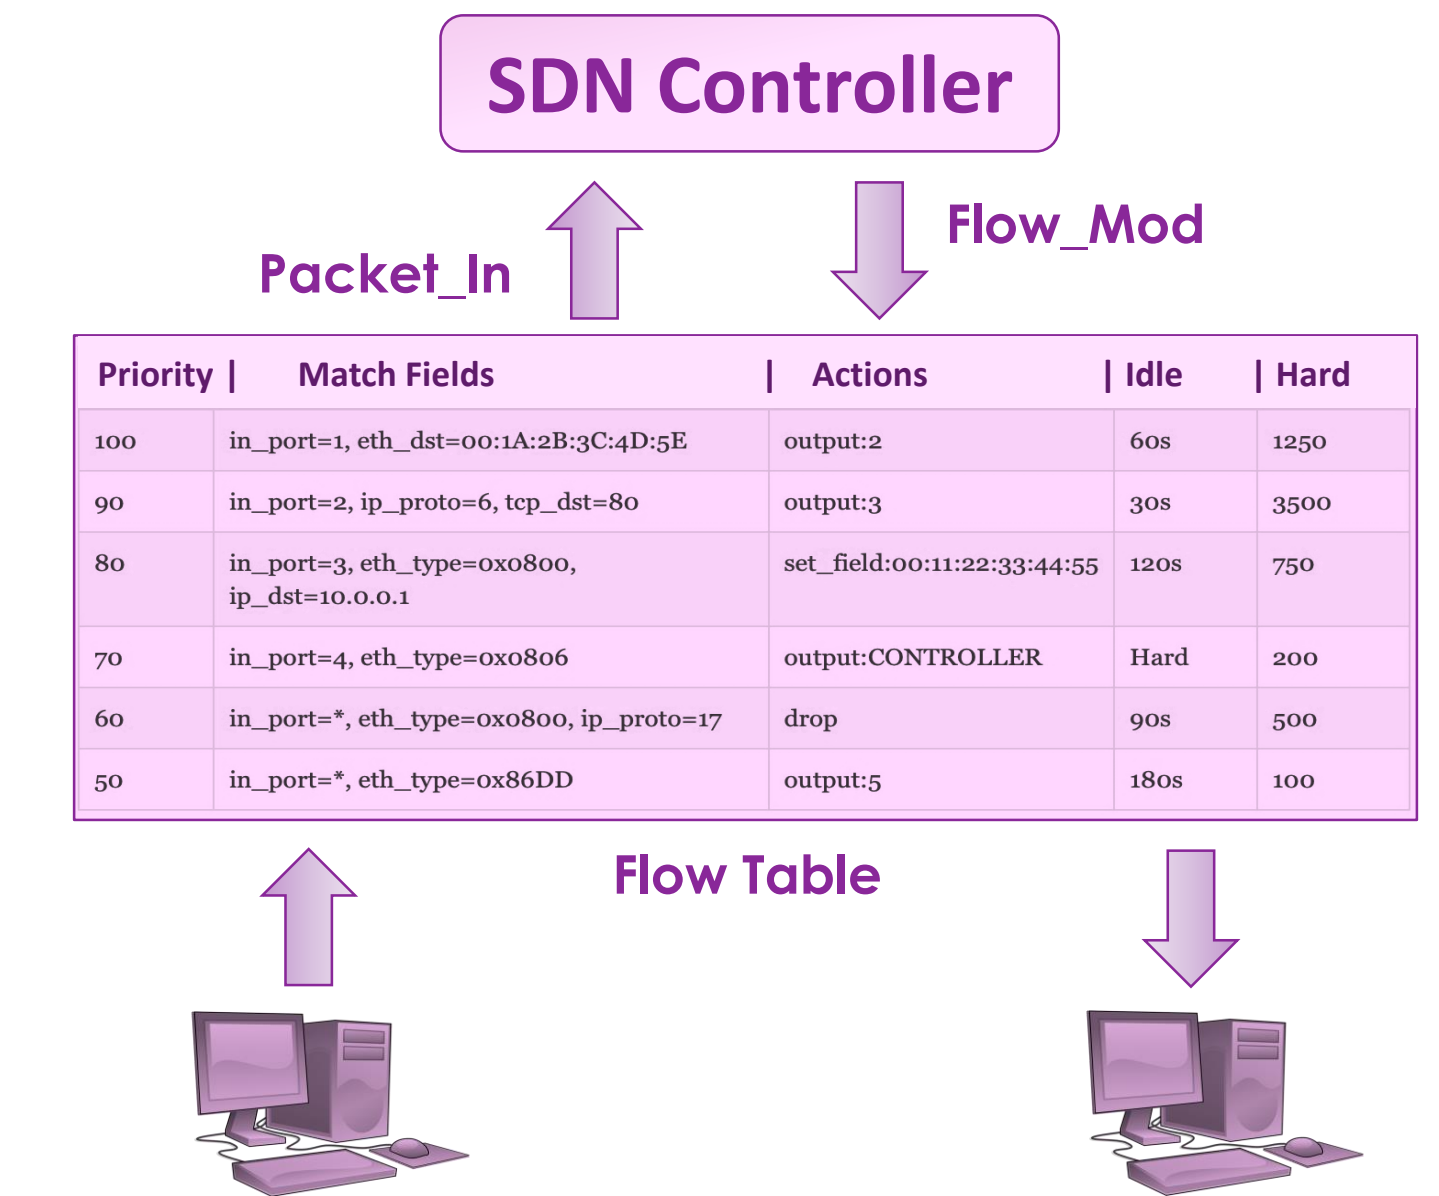 SDN Controller
Packet_In
Flow_Mod
Priority | Match Fields | Actions | Idle | Hard
100 in_port=1, eth_dst=00:1A:2B:3C:4D:5E output:2 60s 1250
90 in_port=2, ip_proto=6, tcp_dst=80 output:3 30s 3500
80 in_port=3, eth_type=0x0800, set_field:00:11:22:33:44:55 120s 750
ip_dst=10.0.0.1
70 in_port=4, eth_type=0x0806 output:CONTROLLER Hard 200
60 in_port=*, eth_type=0x0800, ip_proto=17 drop 90s 500
50 in_port=*, eth_type=0x86DD output:5 180s 100
Flow Table